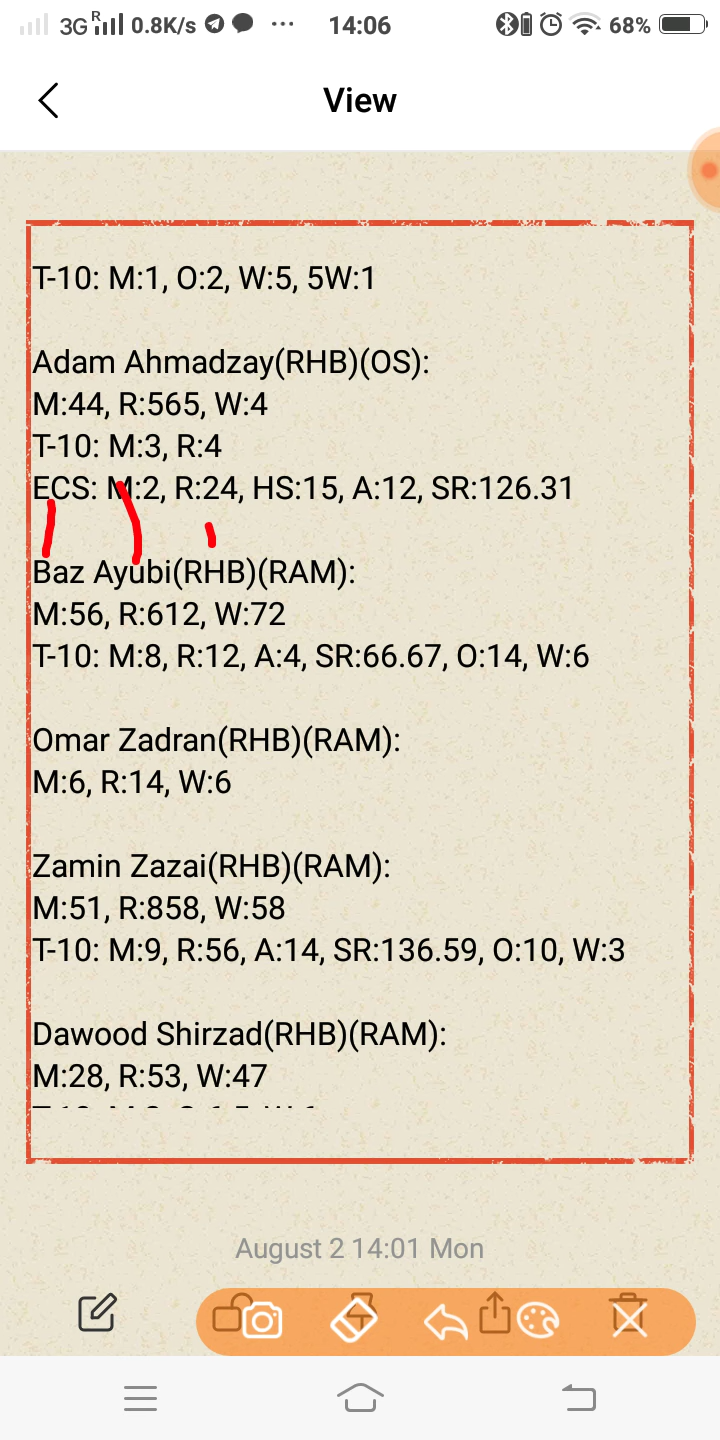 3G R 0.8K/s ... 14:06 68%
View
T-10: M:1, O:2, W:5, 5W:1
Adam Ahmadzay(RHB)(OS):
M:44, R:565, W:4
T-10: M:3, R:4
ECS: M:2, R:24, HS:15, A:12, SR:126.31
Baz Ayubi(RHB)(RAM):
M:56, R:612, W:72
T-10: M:8, R:12, A:4, SR:66.67, O:14, W:6
Omar Zadran(RHB)(RAM):
M:6, R:14, W:6
Zamin Zazai(RHB)(RAM):
M:51, R:858, W:58
T-10: M:9, R:56, A:14, SR:136.59, O:10, W:3
Dawood Shirzad(RHB)(RAM):
M:28, R:53, W:47
August 2 14:01 Mon